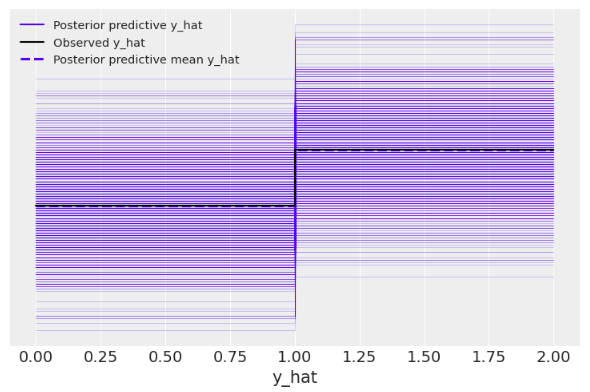 Posterior predictive y_hat
Observed y_hat
Posterior predictive mean y_hat
0.00 0.25 0.50 0.75 1.00 1.25 1.50 1.75 2.00
y_hat